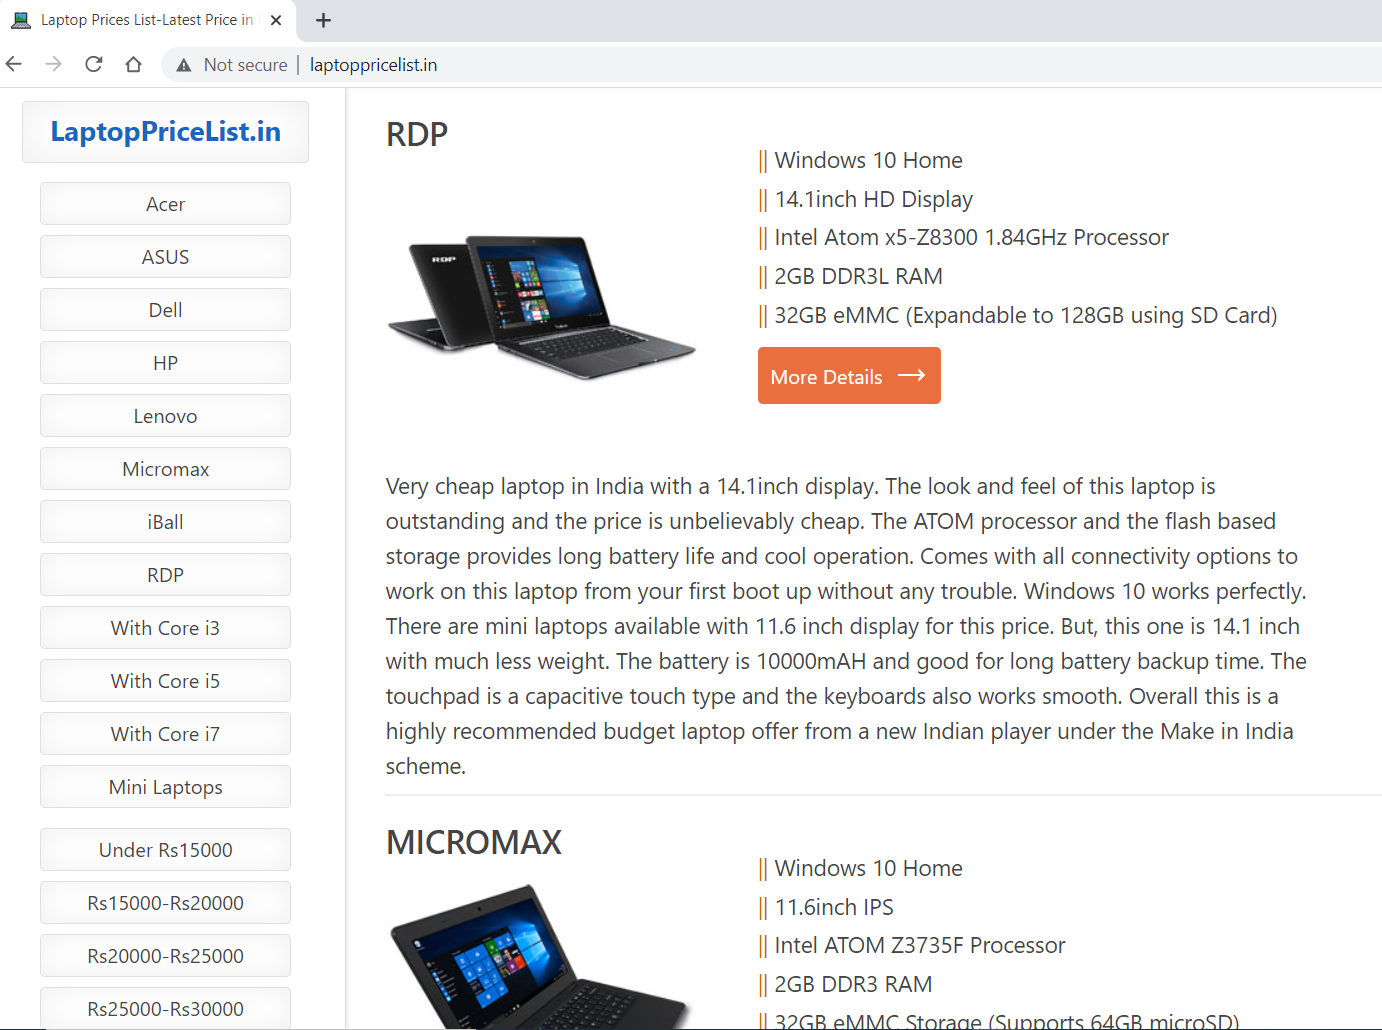 Laptop Prices List-Latest Price in
Not secure | laptoppricelist.in
LaptopPriceList.in
Acer
ASUS
Dell
HP
Lenovo
Micromax
iBall
RDP
With Core i3
With Core i5
With Core i7
Mini Laptops
Under Rs15000
Rs15000-Rs20000
Rs20000-Rs25000
Rs25000-Rs30000
RDP
RDP
|| Windows 10 Home
|| 14.1inch HD Display
|| Intel Atom x5-Z8300 1.84GHz Processor
|| 2GB DDR3L RAM
|| 32GB eMMC (Expandable to 128GB using SD Card)
More Details →
Very cheap laptop in India with a 14.1inch display. The look and feel of this laptop is
outstanding and the price is unbelievably cheap. The ATOM processor and the flash based
storage provides long battery life and cool operation. Comes with all connectivity options to
work on this laptop from your first boot up without any trouble. Windows 10 works perfectly.
There are mini laptops available with 11.6 inch display for this price. But, this one is 14.1 inch
with much less weight. The battery is 10000mAH and good for long battery backup time. The
touchpad is a capacitive touch type and the keyboards also works smooth. Overall this is a
highly recommended budget laptop offer from a new Indian player under the Make in India
scheme.
MICROMAX
|| Windows 10 Home
|| 11.6inch IPS
|| Intel ATOM Z3735F Processor
|| 2GB DDR3 RAM
|| 32GB eMMC Storage (Supports 64GB microSD)